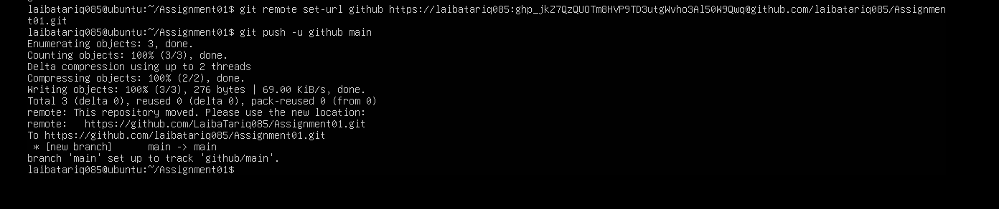 laibatariq085@ubuntu:~/Assignment01$ git remote set-url github https://laibatariq085:[token omitted]@github.com/laibatariq085/Assignmen
t01.git
laibatariq085@ubuntu:~/Assignment01$ git push -u github main
Enumerating objects: 3, done.
Counting objects: 100% (3/3), done.
Delta compression using up to 2 threads
Compressing objects: 100% (2/2), done.
Writing objects: 100% (3/3), 276 bytes | 69.00 KiB/s, done.
Total 3 (delta 0), reused 0 (delta 0), pack-reused 0 (from 0)
remote: This repository moved. Please use the new location:
remote:   https://github.com/LaibaTariq085/Assignment01.git
To https://github.com/laibatariq085/Assignment01.git
 * [new branch]      main -> main
branch 'main' set up to track 'github/main'.
laibatariq085@ubuntu:~/Assignment01$